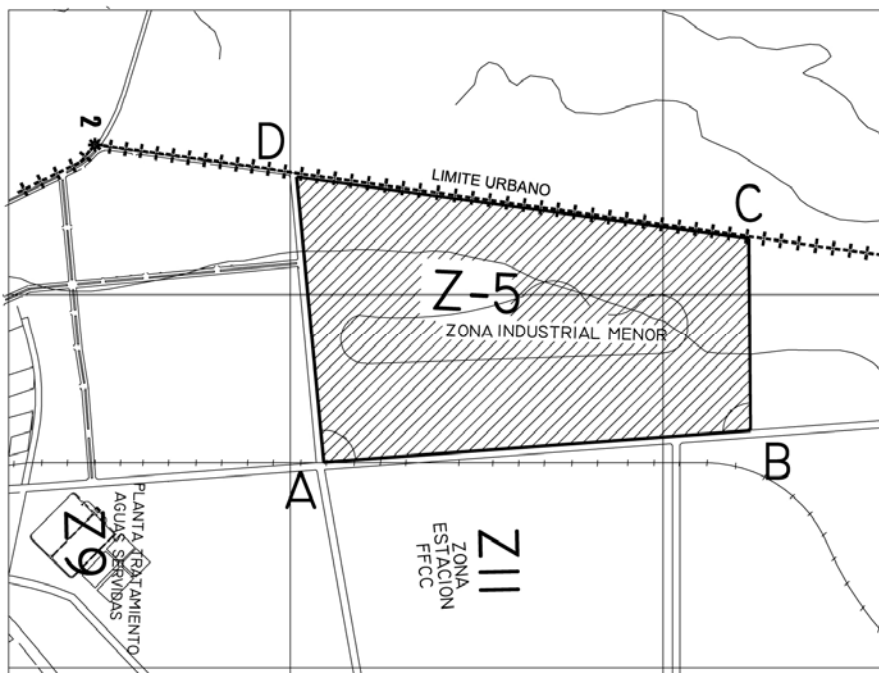 2
D
LIMITE URBANO
C
Z-5
ZONA INDUSTRIAL MENOR
A
B
Z9
PLANTA TRATAMIENTO
AGUAS SERVIDAS
Z11
ZONA
ESTACION
FFCC